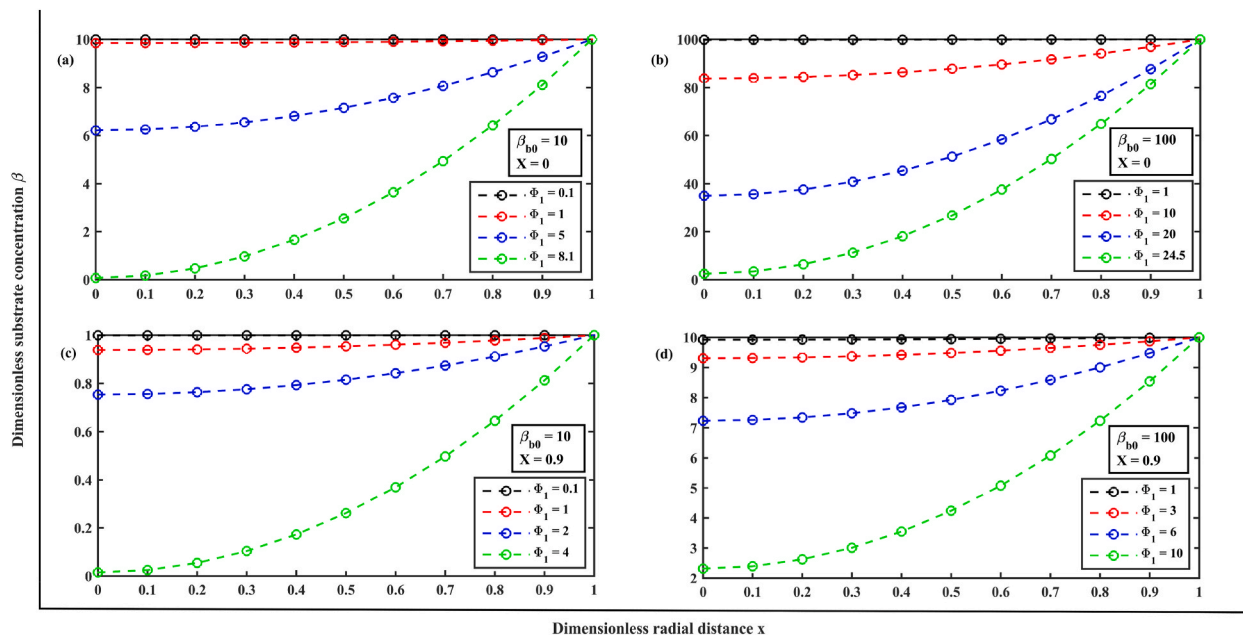 Dimensionless substrate concentration β
(a)
10
8
6
4
2
0
0 0.1 0.2 0.3 0.4 0.5 0.6 0.7 0.8 0.9 1
β_b0 = 10
X = 0
Φ_1 = 0.1
Φ_1 = 1
Φ_1 = 5
Φ_1 = 8.1
(b)
100
80
60
40
20
0
0 0.1 0.2 0.3 0.4 0.5 0.6 0.7 0.8 0.9 1
β_b0 = 100
X = 0
Φ_1 = 1
Φ_1 = 10
Φ_1 = 20
Φ_1 = 24.5
(c)
1
0.8
0.6
0.4
0.2
0
0 0.1 0.2 0.3 0.4 0.5 0.6 0.7 0.8 0.9 1
β_b0 = 10
X = 0.9
Φ_1 = 0.1
Φ_1 = 1
Φ_1 = 2
Φ_1 = 4
(d)
10
9
8
7
6
5
4
3
2
0 0.1 0.2 0.3 0.4 0.5 0.6 0.7 0.8 0.9 1
β_b0 = 100
X = 0.9
Φ_1 = 1
Φ_1 = 3
Φ_1 = 6
Φ_1 = 10
Dimensionless radial distance x